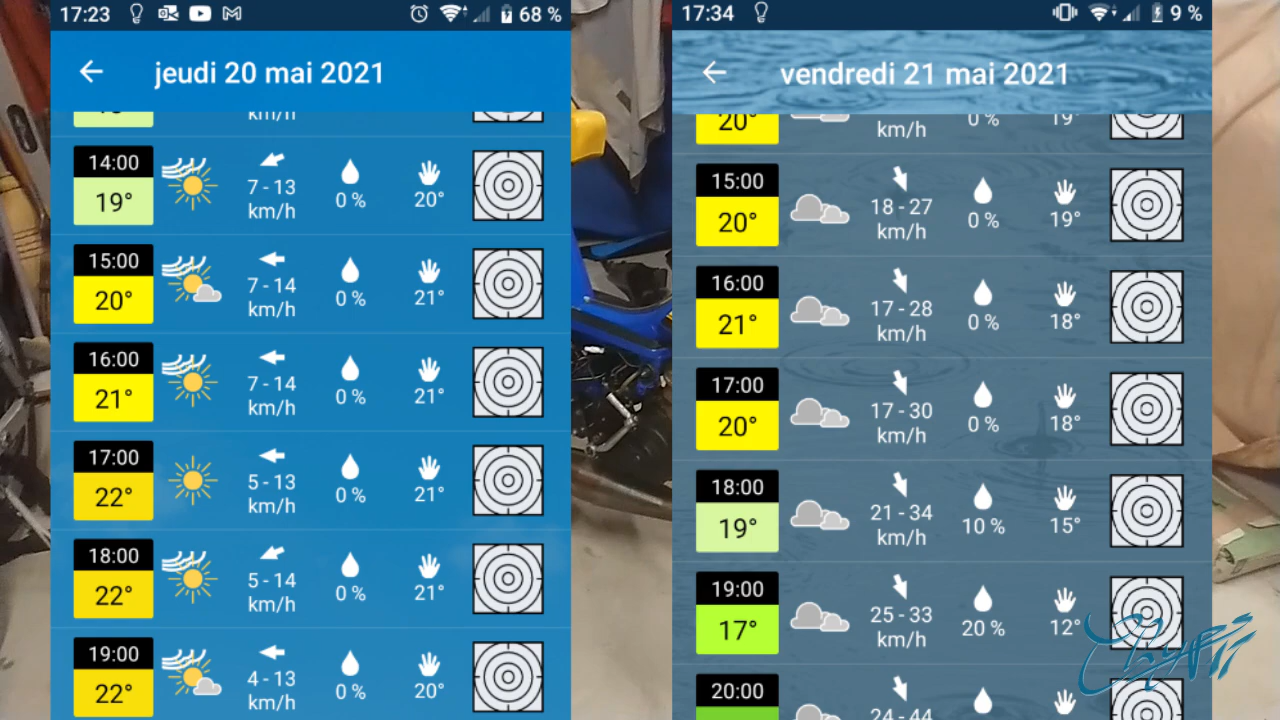 17:23
68 %
jeudi 20 mai 2021
km/h
14:00
19°
7 - 13
km/h
0 %
20°
15:00
20°
7 - 14
km/h
0 %
21°
16:00
21°
7 - 14
km/h
0 %
21°
17:00
22°
5 - 13
km/h
0 %
21°
18:00
22°
5 - 14
km/h
0 %
21°
19:00
22°
4 - 13
km/h
0 %
20°
17:34
9 %
vendredi 21 mai 2021
20°
km/h
0 %
19°
15:00
20°
18 - 27
km/h
0 %
19°
16:00
21°
17 - 28
km/h
0 %
18°
17:00
20°
17 - 30
km/h
0 %
18°
18:00
19°
21 - 34
km/h
10 %
15°
19:00
17°
25 - 33
km/h
20 %
12°
20:00
24 - 44